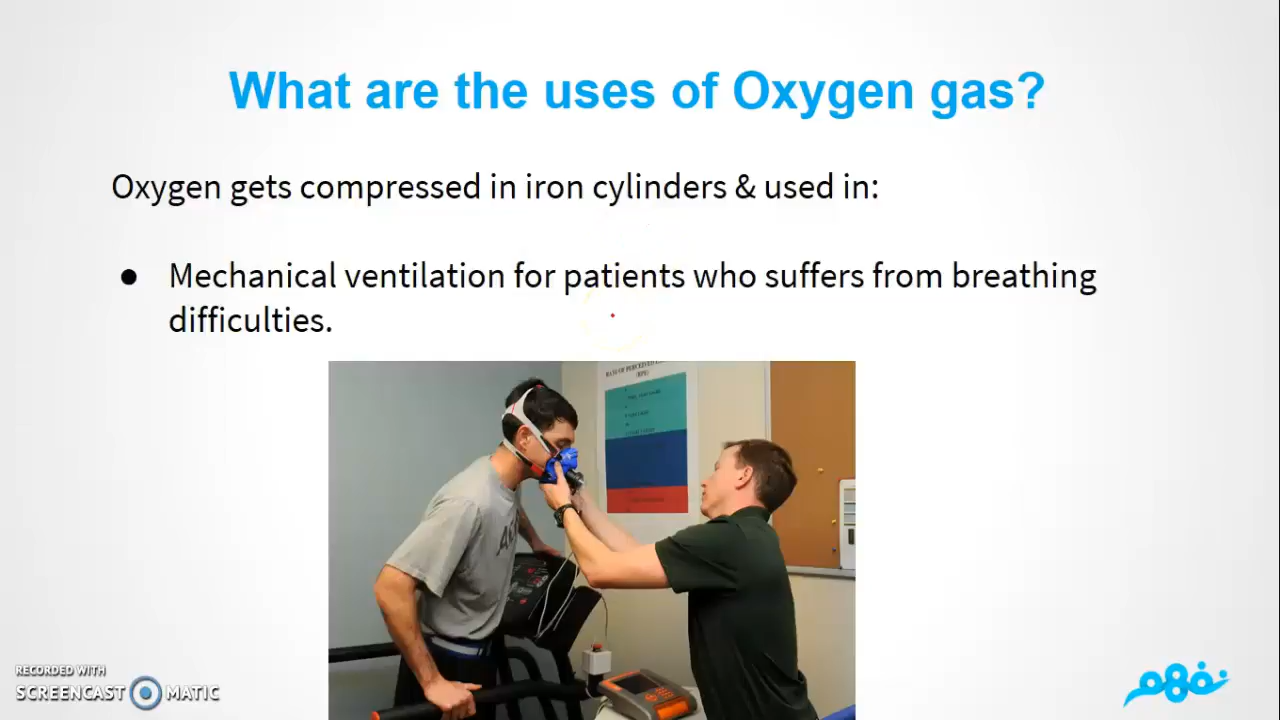 What are the uses of Oxygen gas?
Oxygen gets compressed in iron cylinders & used in:
● Mechanical ventilation for patients who suffers from breathing
difficulties.
RECORDED WITH
SCREENCAST MATIC
نفهم